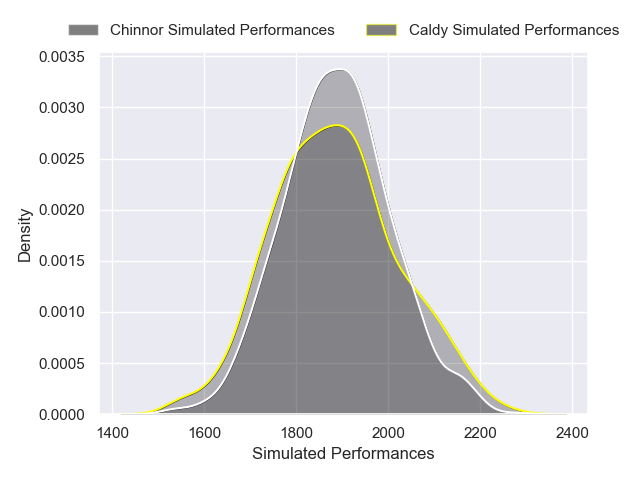 Chinnor Simulated Performances
Caldy Simulated Performances
0.0035
0.0030
0.0025
0.0020
0.0015
0.0010
0.0005
0.0000
Density
1400 1600 1800 2000 2200 2400
Simulated Performances